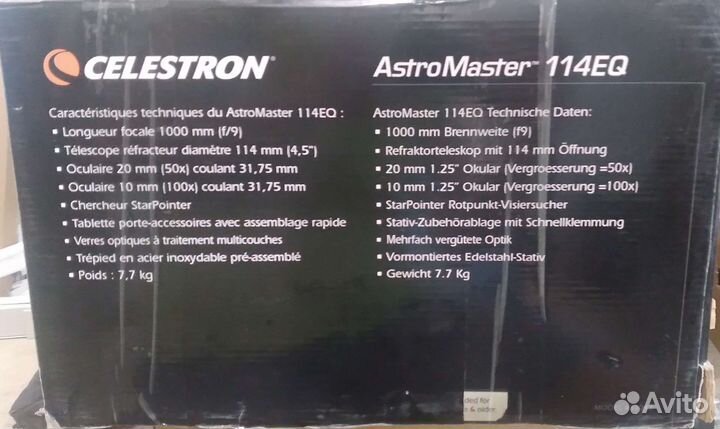 CELESTRON®
Caractéristiques techniques du AstroMaster 114EQ :
• Longueur focale 1000 mm (f/9)
• Télescope réfracteur diamètre 114 mm (4,5")
• Oculaire 20 mm (50x) coulant 31,75 mm
• Oculaire 10 mm (100x) coulant 31,75 mm
• Chercheur StarPointer
• Tablette porte-accessoires avec assemblage rapide
• Verres optiques à traitement multicouches
• Trépied en acier inoxydable pré-assemblé
• Poids : 7,7 kg
AstroMaster™ 114EQ
AstroMaster 114EQ Technische Daten:
• 1000 mm Brennweite (f9)
• Refraktorteleskop mit 114 mm Öffnung
• 20 mm 1.25" Okular (Vergroesserung =50x)
• 10 mm 1.25" Okular (Vergroesserung =100x)
• StarPointer Rotpunkt-Visiersucher
• Stativ-Zubehörablage mit Schnellklemmung
• Mehrfach vergütete Optik
• Vormontiertes Edelstahl-Stativ
• Gewicht 7.7 Kg
ded for
& older.
Avito